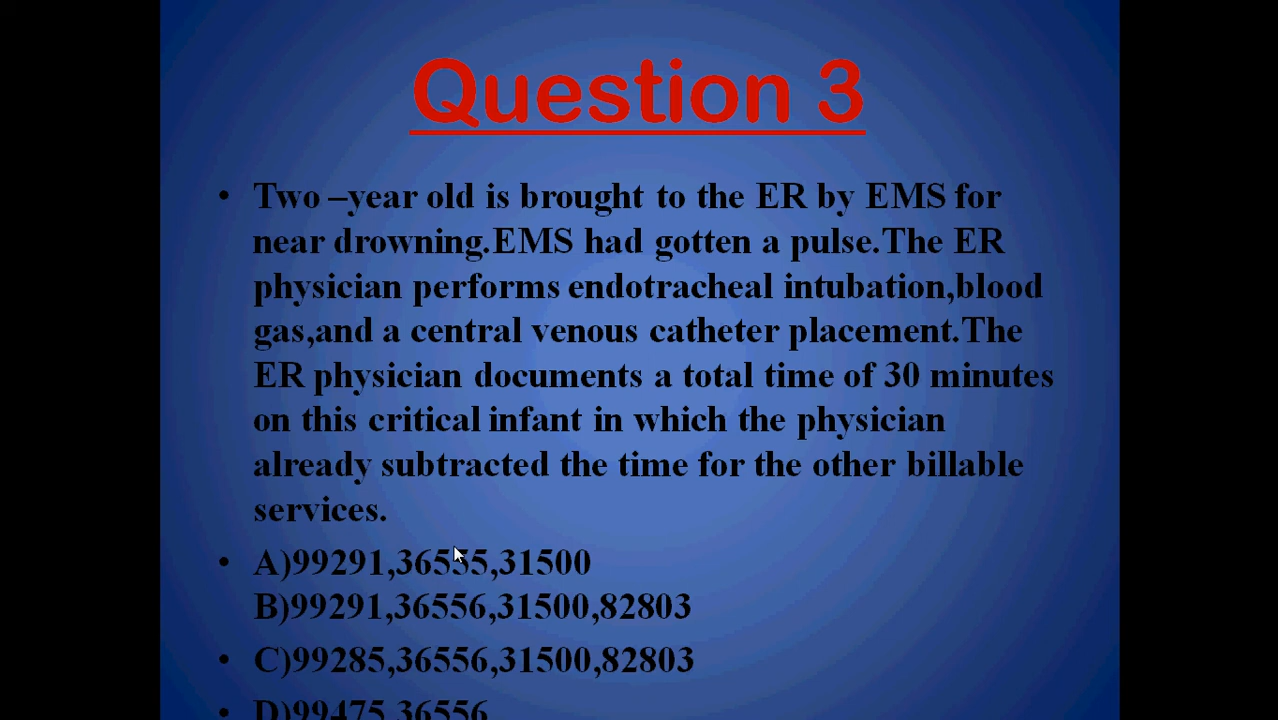 Question 3
• Two –year old is brought to the ER by EMS for
near drowning.EMS had gotten a pulse.The ER
physician performs endotracheal intubation,blood
gas,and a central venous catheter placement.The
ER physician documents a total time of 30 minutes
on this critical infant in which the physician
already subtracted the time for the other billable
services.
• A)99291,36555,31500
B)99291,36556,31500,82803
• C)99285,36556,31500,82803
• D)99475,36556